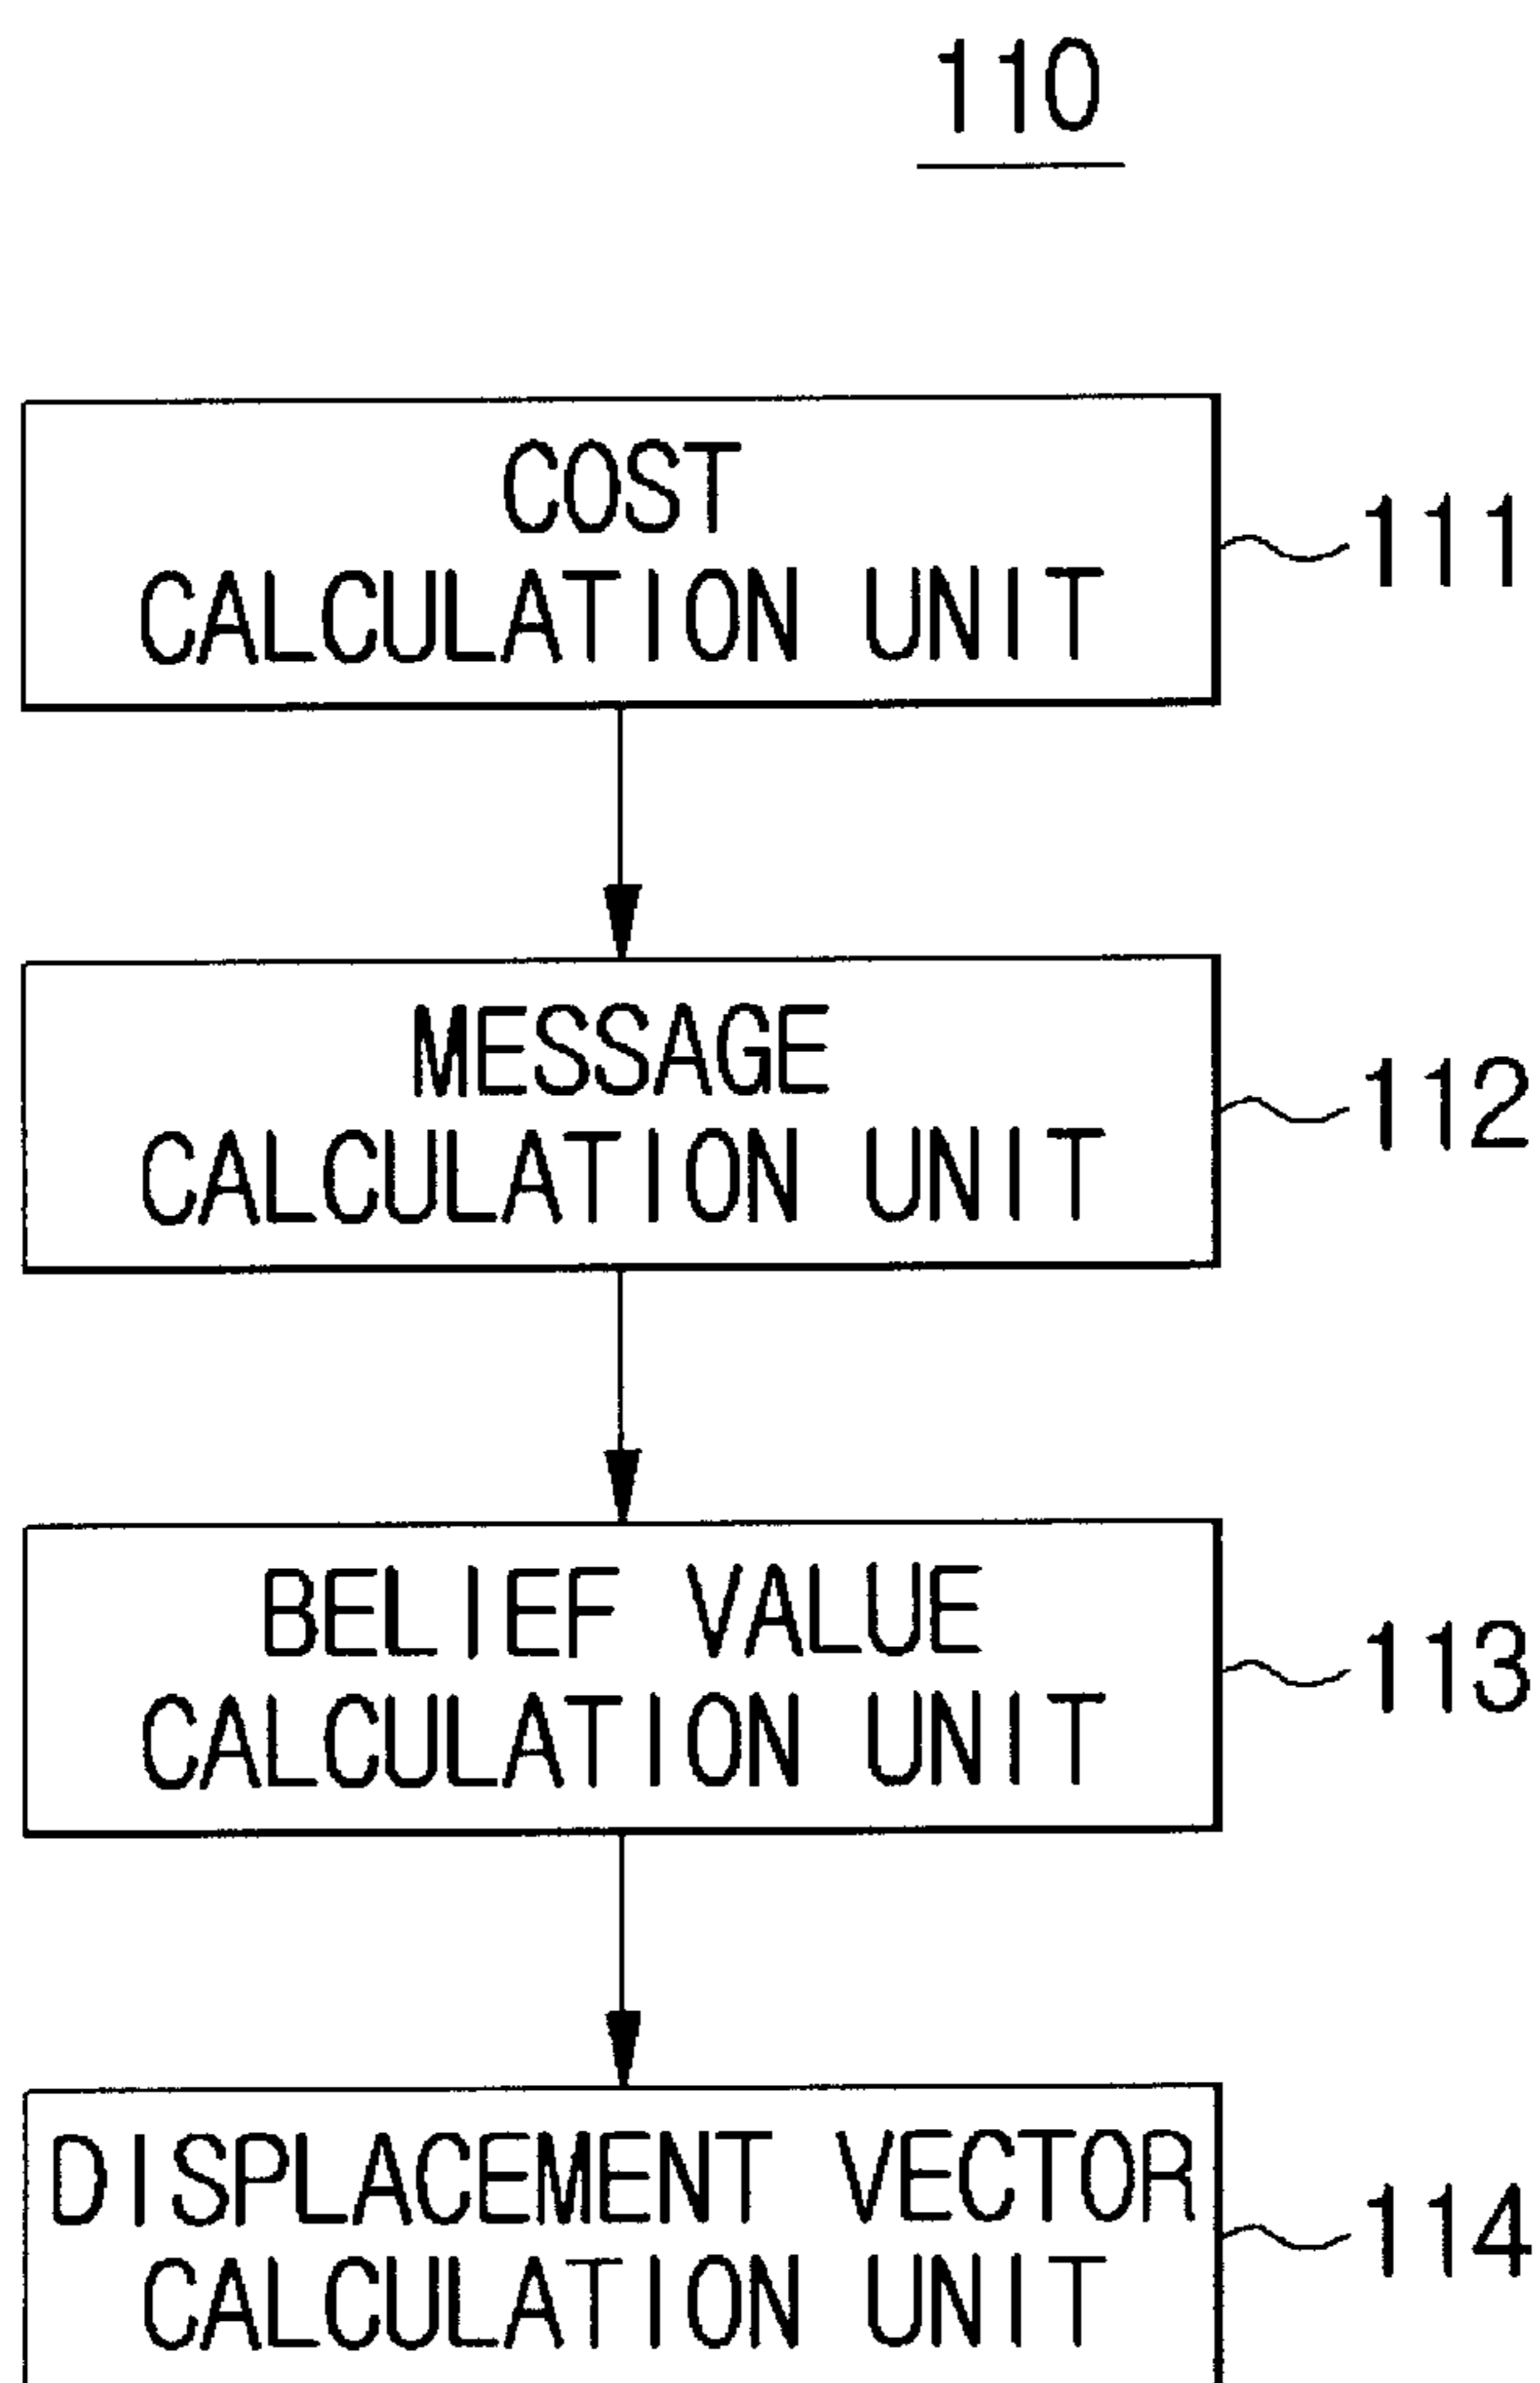 110
COST
CALCULATION UNIT
111
MESSAGE
CALCULATION UNIT
112
BELIEF VALUE
CALCULATION UNIT
113
DISPLACEMENT VECTOR
CALCULATION UNIT
114